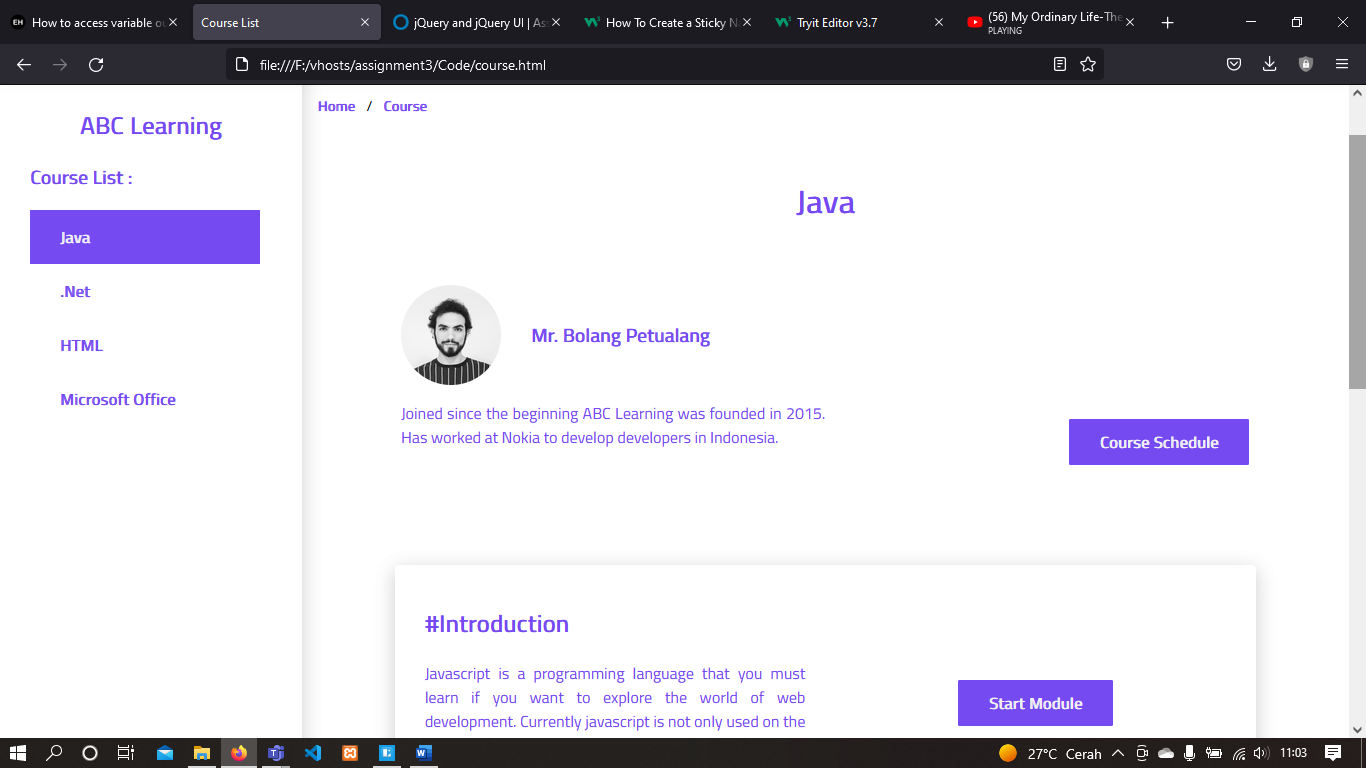 How to access variable ou
Course List
jQuery and jQuery UI | Ass
How To Create a Sticky Na
Tryit Editor v3.7
(56) My Ordinary Life-The
PLAYING
file:///F:/vhosts/assignment3/Code/course.html
ABC Learning
Course List :
Java
.Net
HTML
Microsoft Office
Home / Course
Java
Mr. Bolang Petualang
Joined since the beginning ABC Learning was founded in 2015.
Has worked at Nokia to develop developers in Indonesia.
Course Schedule
#Introduction
Javascript is a programming language that you must
learn if you want to explore the world of web
development. Currently javascript is not only used on the
Start Module
27°C Cerah
11:03